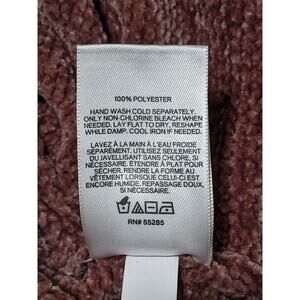 100% POLYESTER
HAND WASH COLD SEPARATELY.
ONLY NON-CHLORINE BLEACH WHEN
NEEDED. LAY FLAT TO DRY, RESHAPE
WHILE DAMP. COOL IRON IF NEEDED.
LAVEZ À LA MAIN À L'EAU FROIDE
SÉPARÉMENT. UTILISEZ SEULEMENT
DU JAVELLISANT SANS CHLORE, SI
NÉCESSAIRE. ÉTENDRE À PLAT POUR
SÉCHER. RENDRE LA FORME AU
VÊTEMENT LORSQUE CELUI-CI EST
ENCORE HUMIDE, REPASSAGE DOUX.
SI NÉCESSAIRE.
RN# 55285